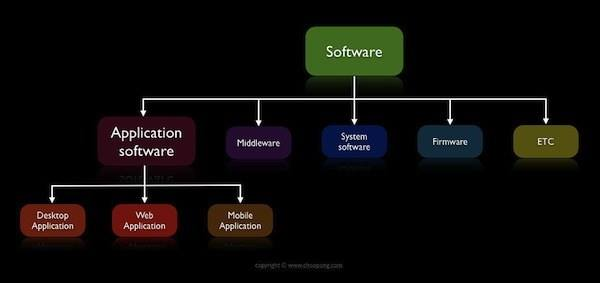 Software
Application
software
Middleware
System
software
Firmware
ETC
Desktop
Application
Web
Application
Mobile
Application